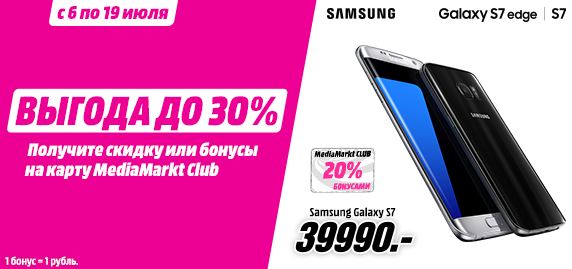 с 6 по 19 июля
ВЫГОДА ДО 30%
Получите скидку или бонусы
на карту MediaMarkt Club
1 бонус = 1 рубль.
SAMSUNG
Galaxy S7 edge | S7
SAMSUNG
MediaMarkt CLUB
20%
БОНУСАМИ
Samsung Galaxy S7
39990.-